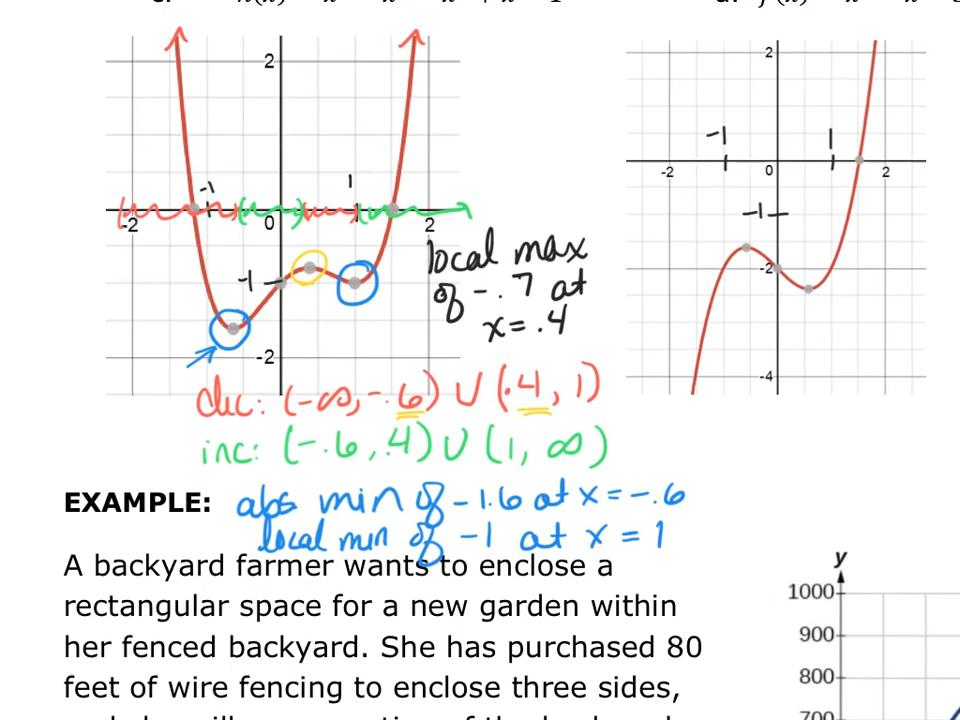 2
2
-1
1
-1
1
-2
0
2
-2
0
2
-1
-1
-2
-2
-4
local max
of -.7 at
x=.4
dec: (-∞, -.6) U (.4, 1)
inc: (-.6, .4) U (1, ∞)
EXAMPLE: abs min of -1.6 at x = -.6
local min of -1 at x = 1
A backyard farmer wants to enclose a
rectangular space for a new garden within
her fenced backyard. She has purchased 80
feet of wire fencing to enclose three sides,
y
1000
900
800
700